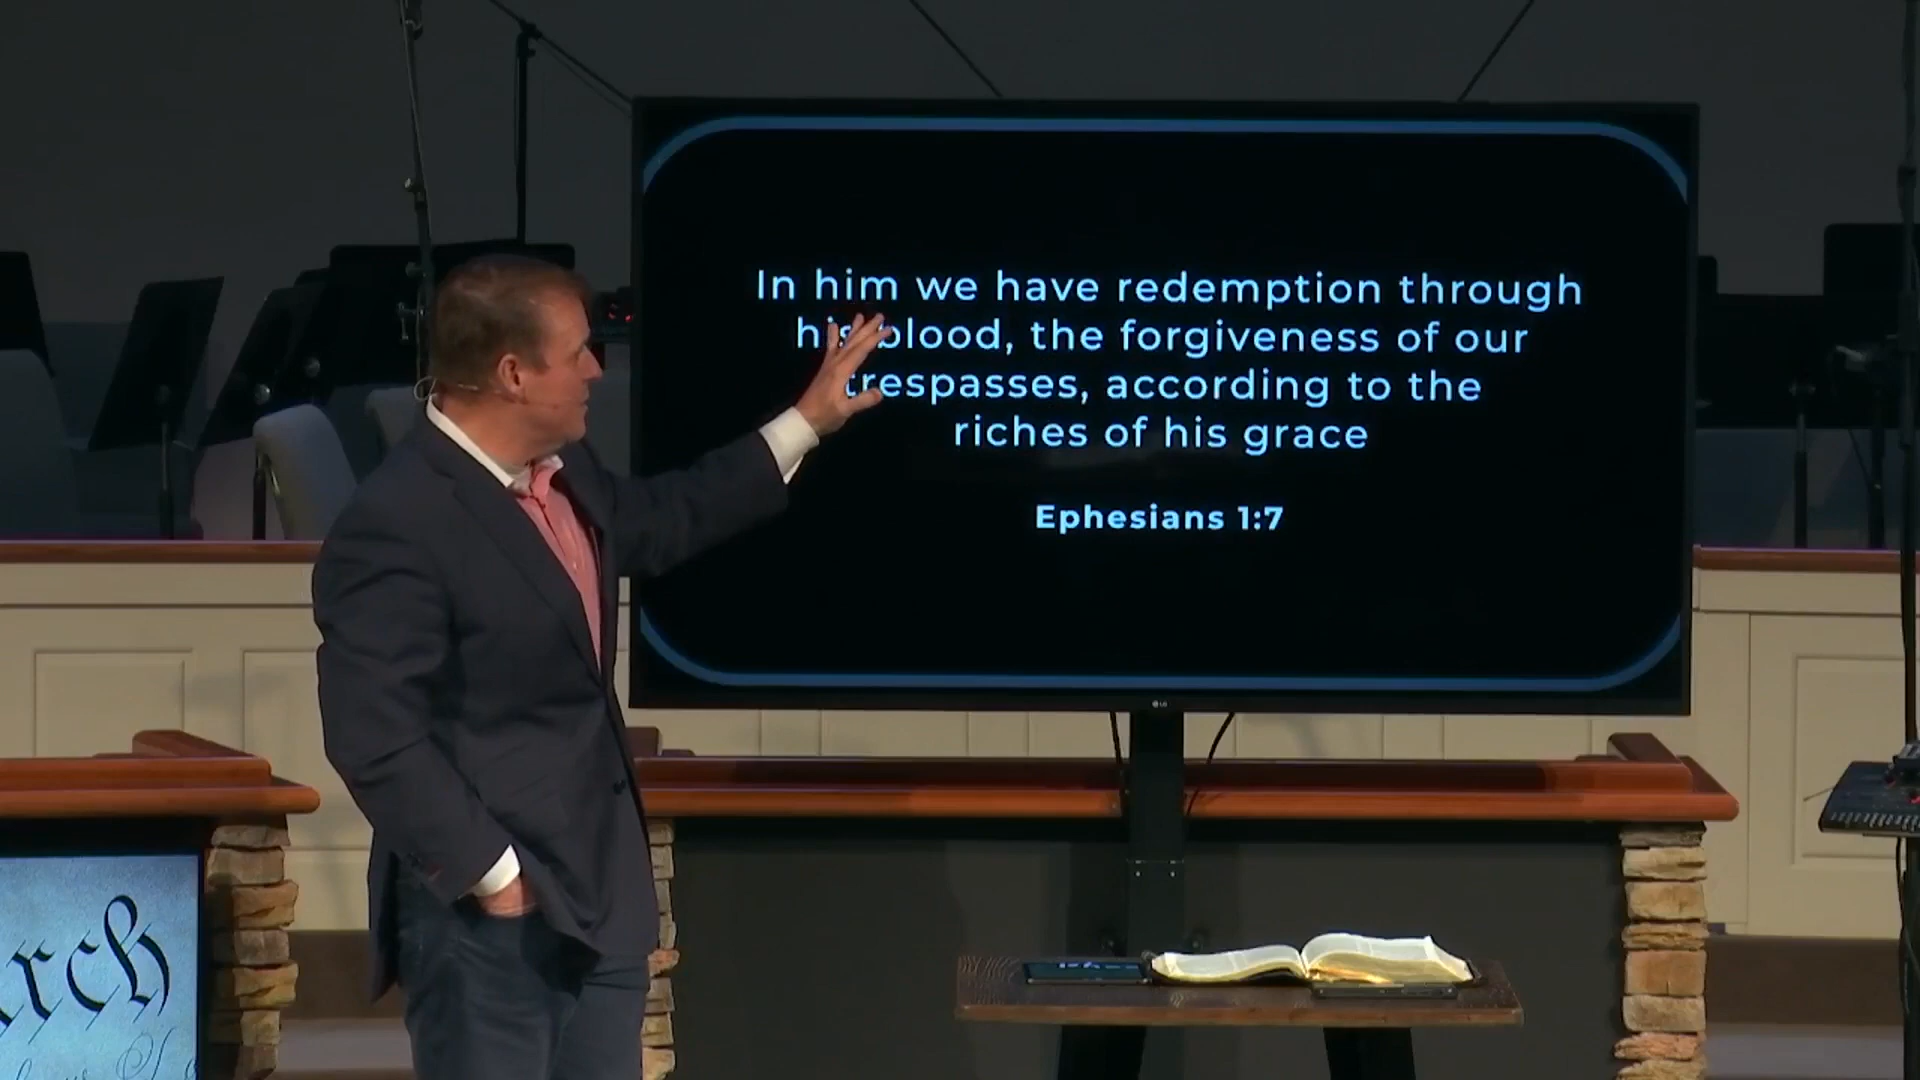 In him we have redemption through
his blood, the forgiveness of our
trespasses, according to the
riches of his grace
Ephesians 1:7
LG